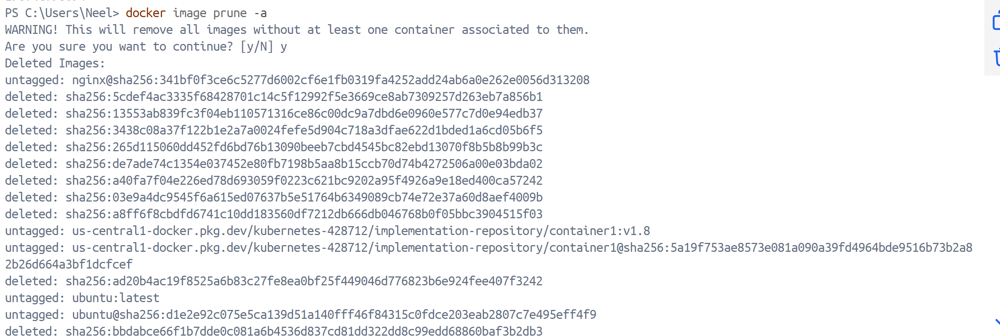 PS C:\Users\Neel> docker image prune -a
WARNING! This will remove all images without at least one container associated to them.
Are you sure you want to continue? [y/N] y
Deleted Images:
untagged: nginx@sha256:341bf0f3ce6c5277d6002cf6e1fb0319fa4252add24ab6a0e262e0056d313208
deleted: sha256:5cdef4ac3335f68428701c14c5f12992f5e3669ce8ab7309257d263eb7a856b1
deleted: sha256:13553ab839fc3f04eb110571316ce86c00dc9a7dbd6e0960e577c7d0e94edb37
deleted: sha256:3438c08a37f122b1e2a7a0024fefe5d904c718a3dfae622d1bded1a6cd05b6f5
deleted: sha256:265d115060dd452fd6bd76b13090beeb7cbd4545bc82ebd13070f8b5b8b99b3c
deleted: sha256:de7ade74c1354e037452e80fb7198b5aa8b15ccb70d74b4272506a00e03bda02
deleted: sha256:a40fa7f04e226ed78d693059f0223c621bc9202a95f4926a9e18ed400ca57242
deleted: sha256:03e9a4dc9545f6a615ed07637b5e51764b6349089cb74e72e37a60d8aef4009b
deleted: sha256:a8ff6f8cbdfd6741c10dd183560df7212db666db046768b0f05bbc3904515f03
untagged: us-central1-docker.pkg.dev/kubernetes-428712/implementation-repository/container1:v1.8
untagged: us-central1-docker.pkg.dev/kubernetes-428712/implementation-repository/container1@sha256:5a19f753ae8573e081a090a39fd4964bde9516b73b2a8
2b26d664a3bf1dcfcef
deleted: sha256:ad20b4ac19f8525a6b83c27fe8ea0bf25f449046d776823b6e924fee407f3242
untagged: ubuntu:latest
untagged: ubuntu@sha256:d1e2e92c075e5ca139d51a140fff46f84315c0fdce203eab2807c7e495eff4f9
deleted: sha256:bbdabce66f1b7dde0c081a6b4536d837cd81dd322dd8c99edd68860baf3b2db3